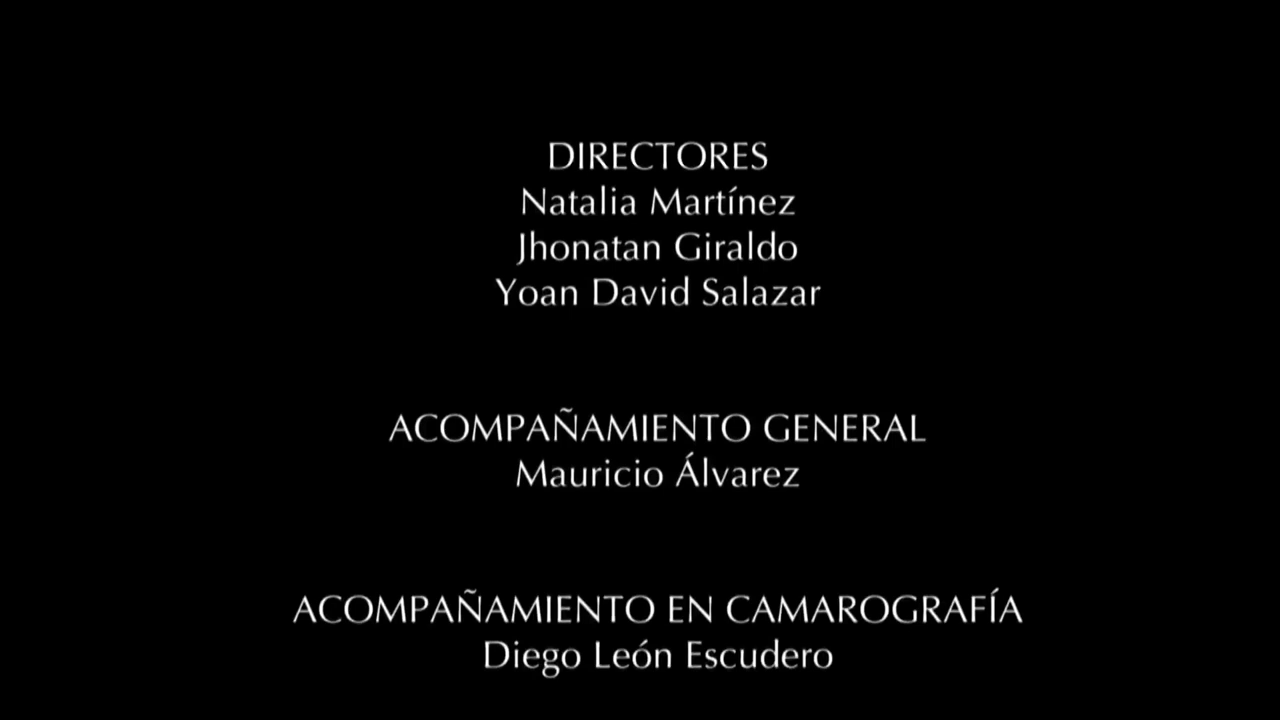 DIRECTORES
Natalia Martínez
Jhonatan Giraldo
Yoan David Salazar
ACOMPAÑAMIENTO GENERAL
Mauricio Álvarez
ACOMPAÑAMIENTO EN CAMAROGRAFÍA
Diego León Escudero